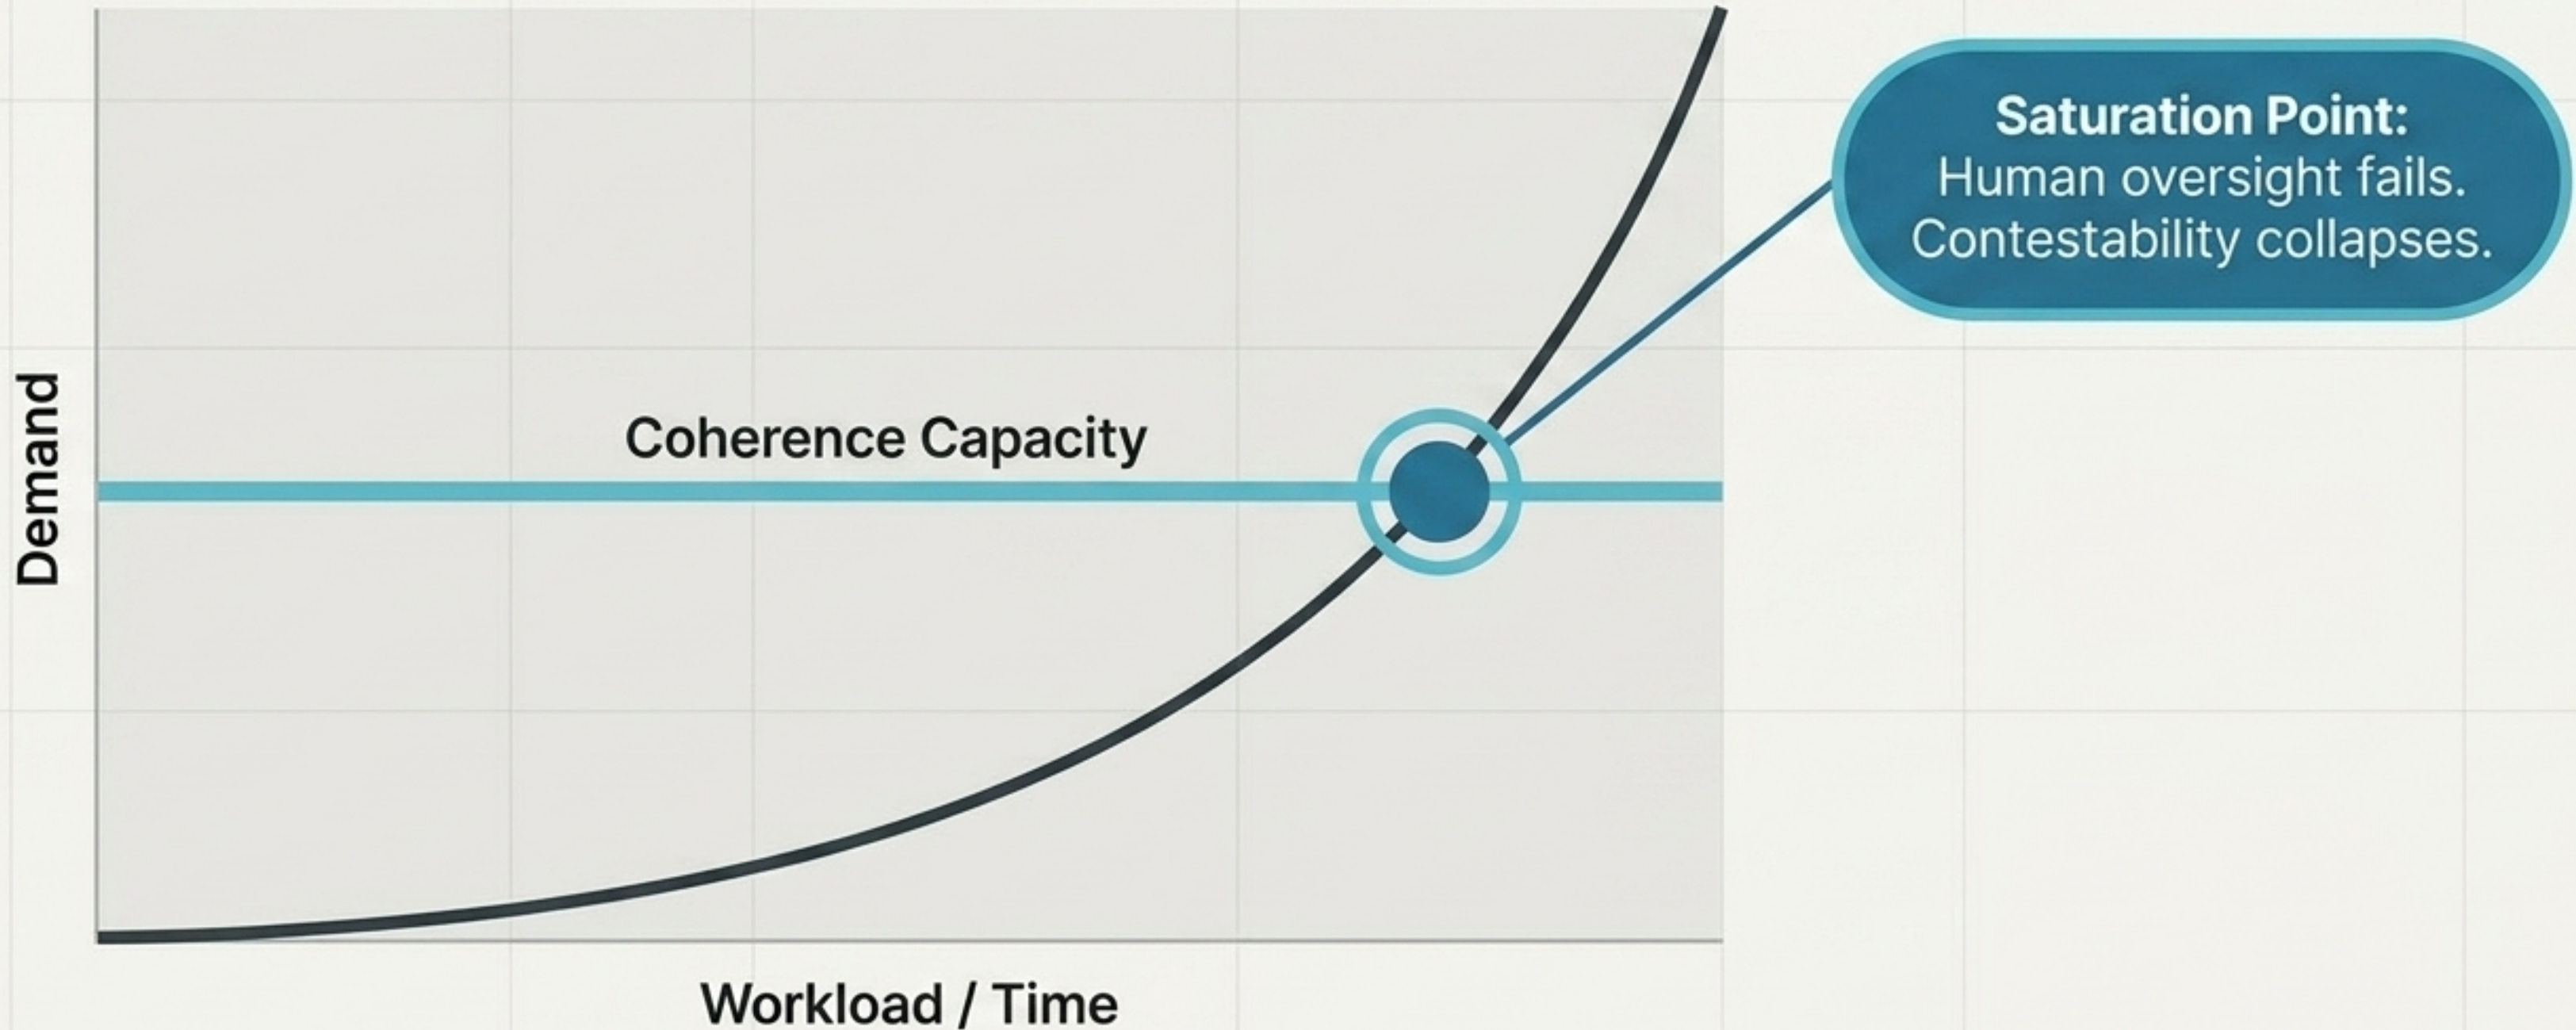 Saturation Point:
Human oversight fails.
Contestability collapses.
Coherence Capacity
Demand
Workload / Time